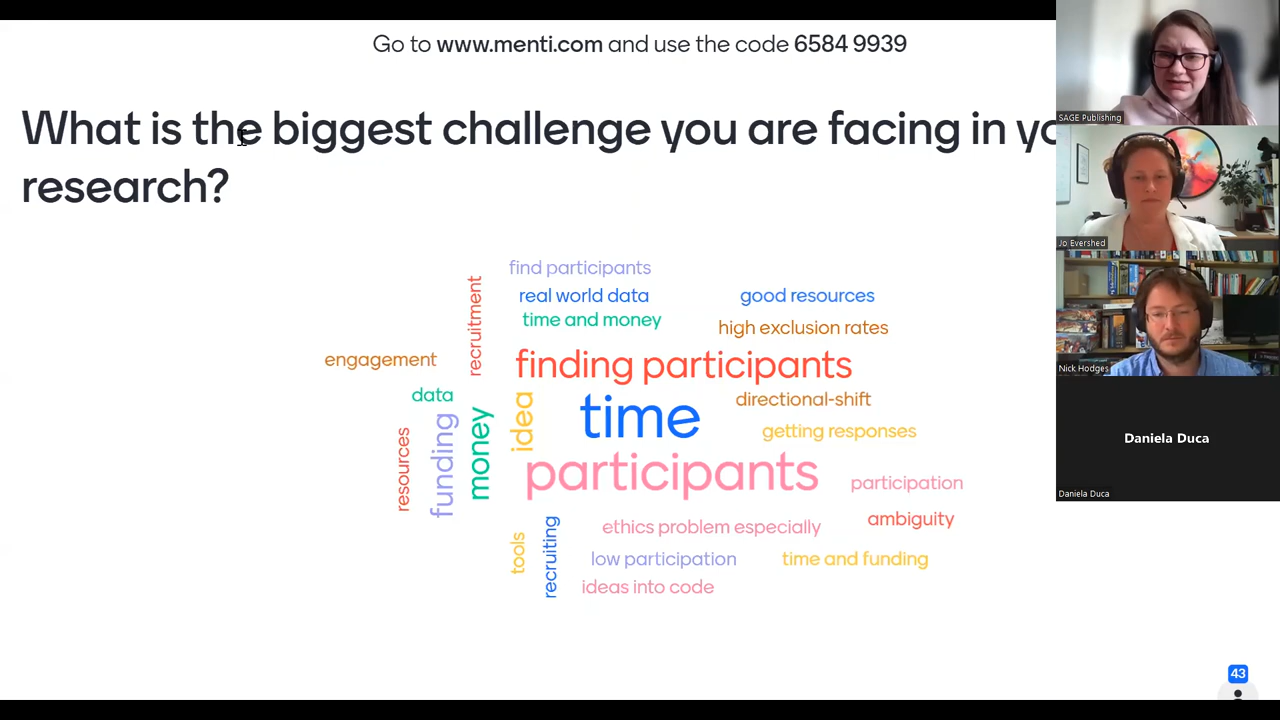 Go to www.menti.com and use the code 6584 9939
What is the biggest challenge you are facing in yo
research?
find participants
real world data
good resources
time and money
high exclusion rates
recruitment
engagement
finding participants
data
idea
time
directional-shift
getting responses
resources
funding
money
participants
participation
ambiguity
ethics problem especially
tools
recruiting
low participation
time and funding
ideas into code
43
SAGE Publishing
Jo Evershed
Nick Hodges
Daniela Duca
Daniela Duca